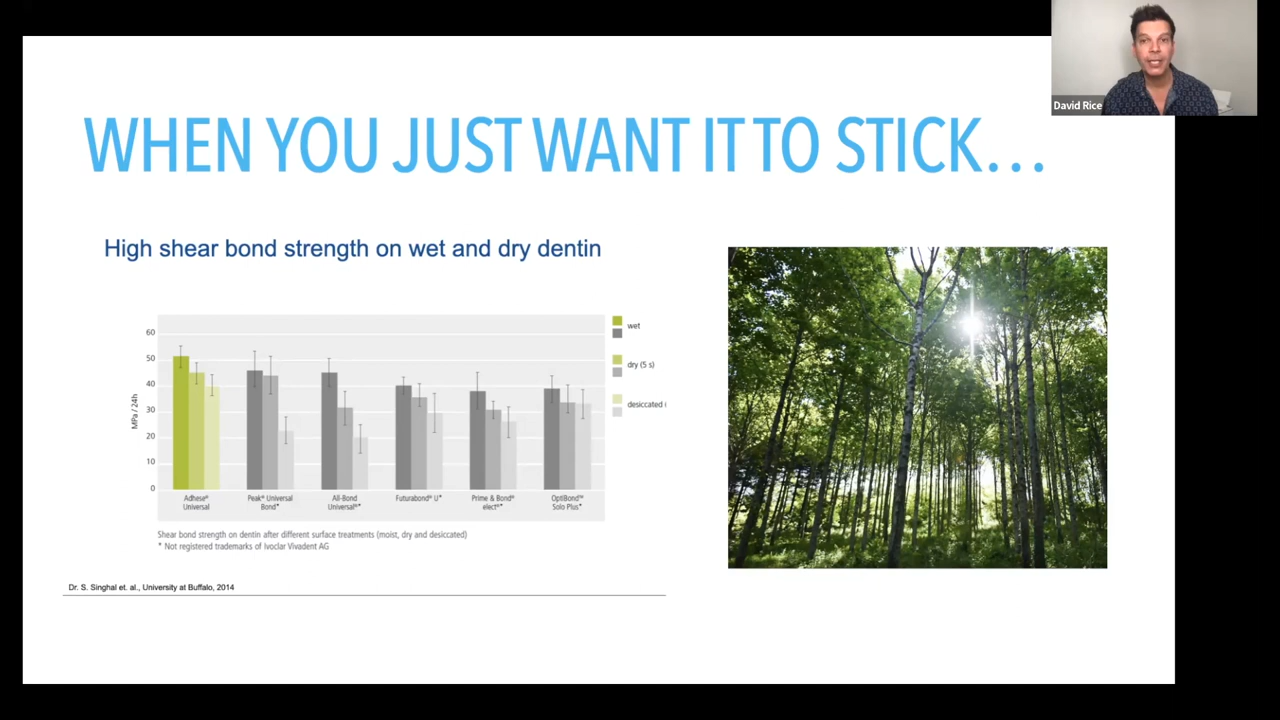 David Rice
WHEN YOU JUST WANT IT TO STICK...
High shear bond strength on wet and dry dentin
MPa / 24h
60
50
40
30
20
10
0
wet
dry (5 s)
desiccated (
Adhese® Universal
Peak® Universal Bond*
All-Bond Universal®*
Futurabond® U*
Prime & Bond® elect®*
OptiBond™ Solo Plus*
Shear bond strength on dentin after different surface treatments (moist, dry and desiccated)
* Not registered trademarks of Ivoclar Vivadent AG
Dr. S. Singhal et. al., University at Buffalo, 2014